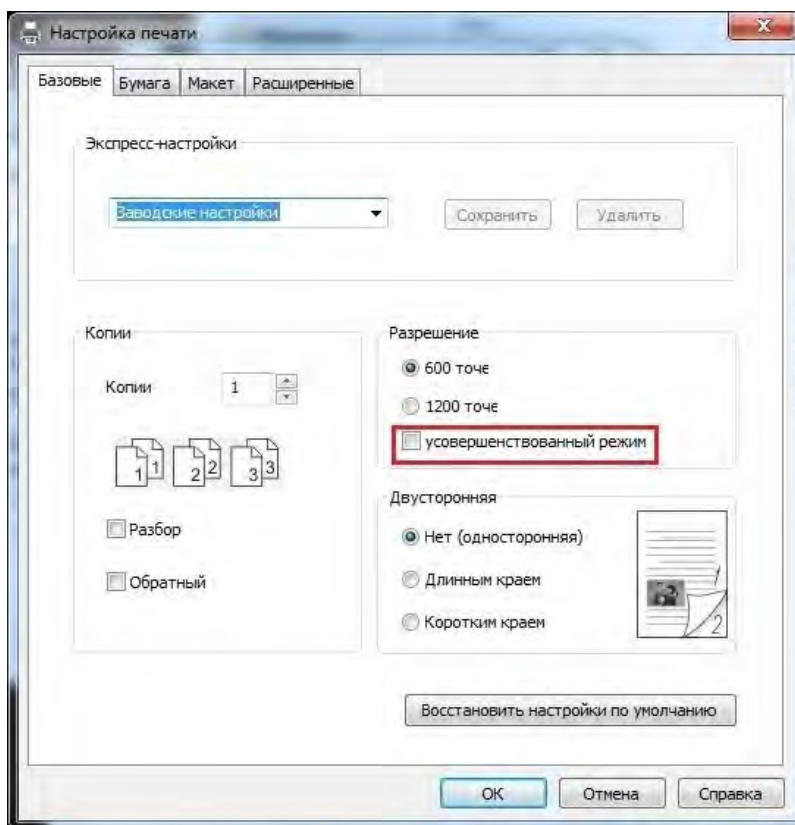 Настройка печати
Базовые Бумага Макет Расширенные
Экспресс-настройки
Заводские настройки Сохранить Удалить
Копии
Копии 1
1 1 2 2 3 3
Разбор
Обратный
Разрешение
600 точе
1200 точе
усовершенствованный режим
Двусторонняя
Нет (односторонняя)
Длинным краем
Коротким краем
2
Восстановить настройки по умолчанию
ОК Отмена Справка